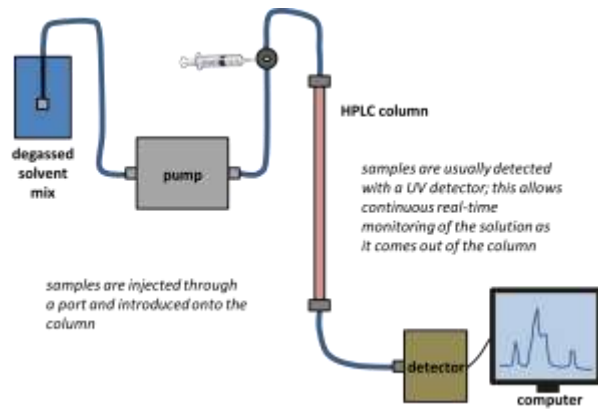 HPLC column
degassed
solvent
mix
pump
samples are usually detected
with a UV detector; this allows
continuous real-time
monitoring of the solution as
it comes out of the column
samples are injected through
a port and introduced onto the
column
detector
computer